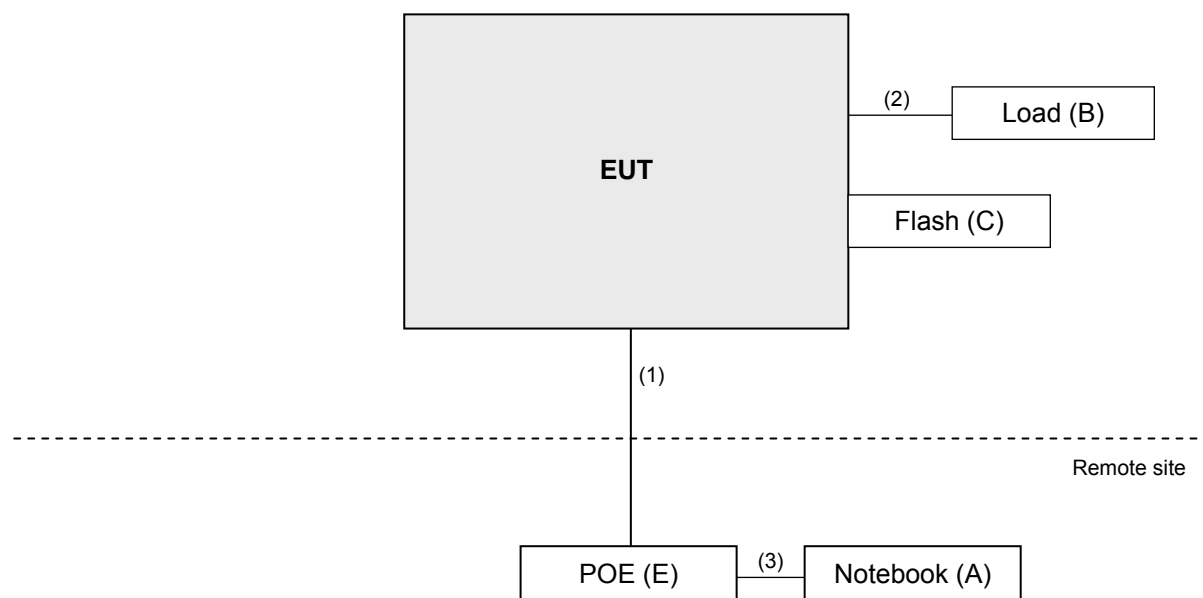 (2)
Load (B)
EUT
Flash (C)
(1)
Remote site
POE (E)
(3)
Notebook (A)